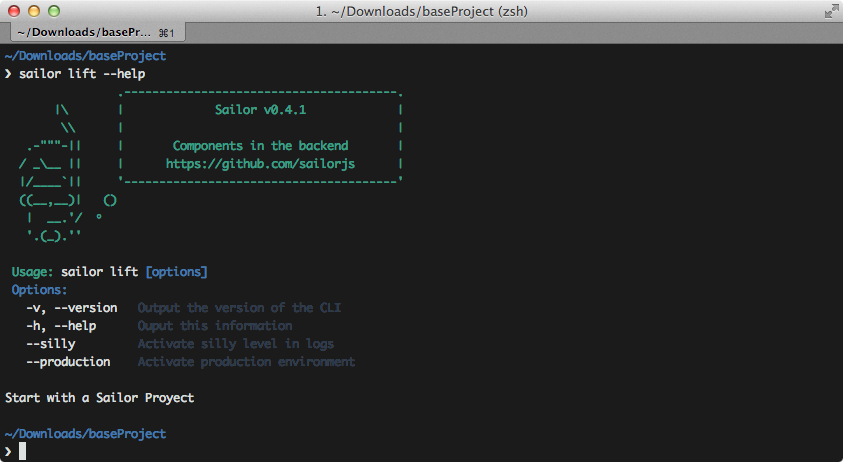 1. ~/Downloads/baseProject (zsh)
~/Downloads/basePr... ⌘1
~/Downloads/baseProject
❯ sailor lift --help
Sailor v0.4.1
Components in the backend
https://github.com/sailorjs
Usage: sailor lift [options]
Options:
-v, --version Output the version of the CLI
-h, --help Ouput this information
--silly Activate silly level in logs
--production Activate production environment
Start with a Sailor Proyect
~/Downloads/baseProject
❯